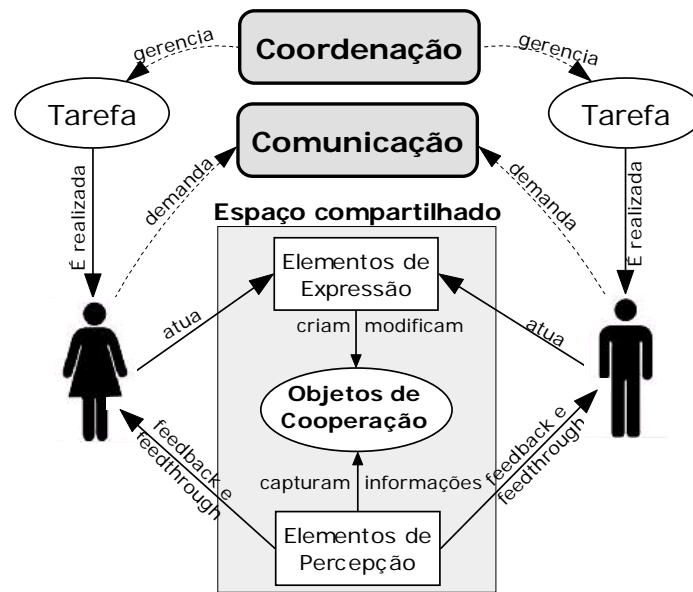 Coordenação
gerencia
gerencia
Tarefa
Tarefa
Comunicação
É realizada
demanda
demanda
É realizada
Espaço compartilhado
Elementos de
Expressão
atua
atua
criam modificam
Objetos de
Cooperação
feedback e
feedthrough
capturam informações
feedback e
feedthrough
Elementos de
Percepção